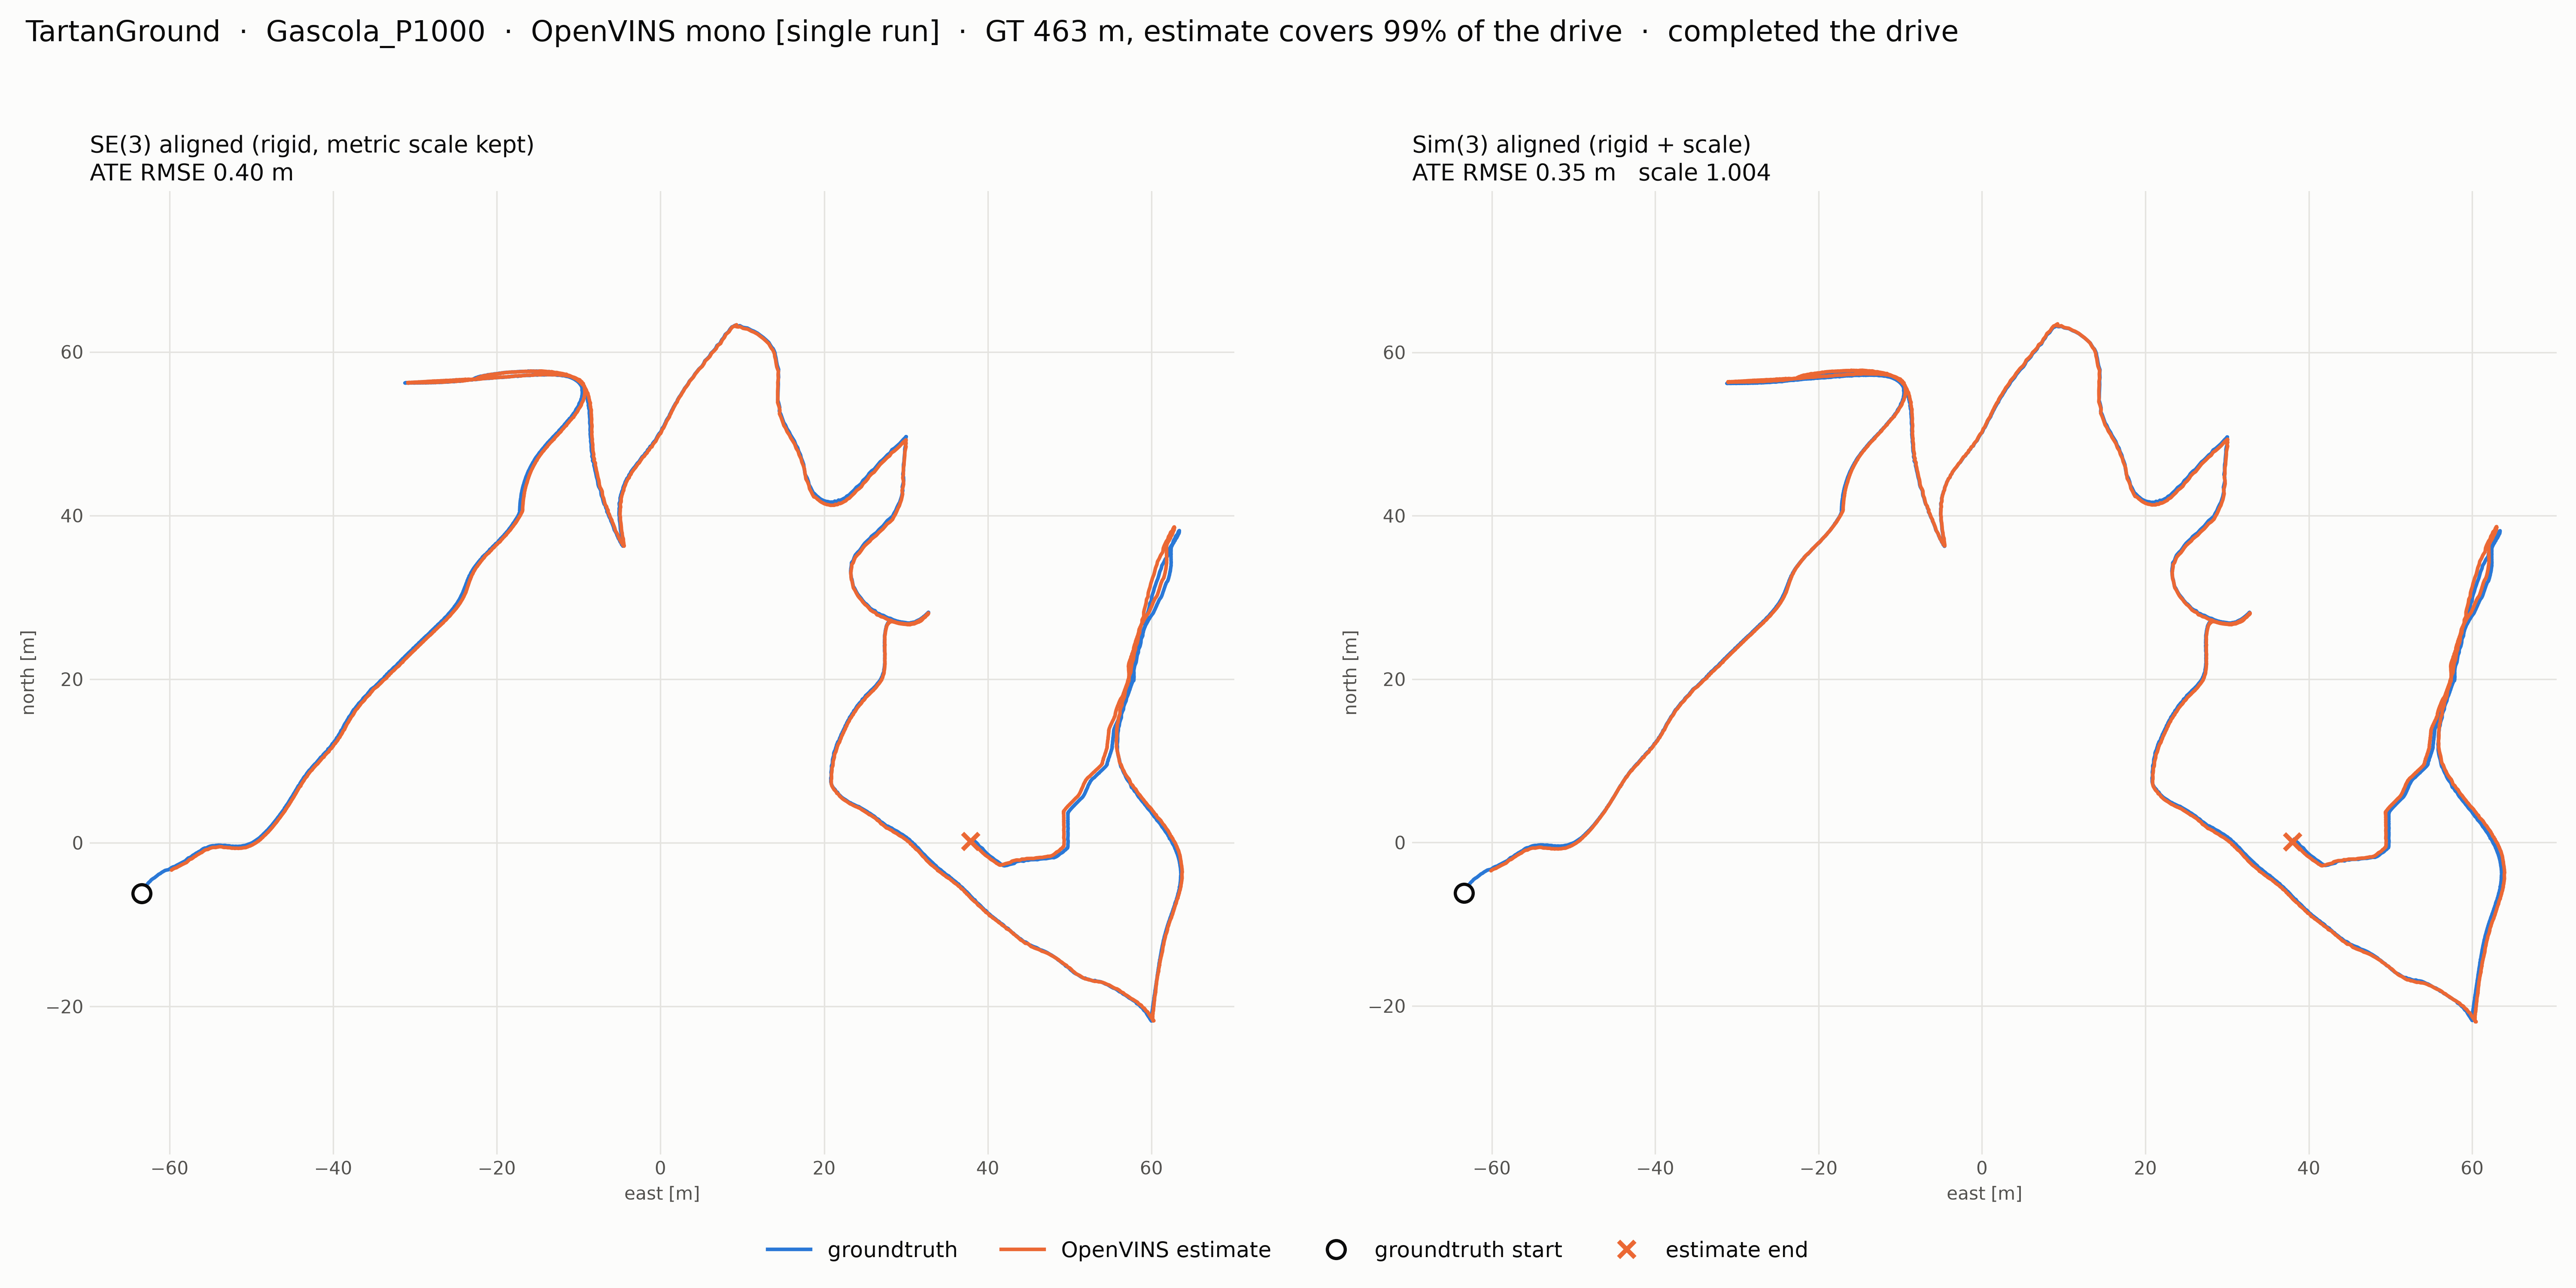 TartanGround · Gascola_P1000 · OpenVINS mono [single run] · GT 463 m, estimate covers 99% of the drive · completed the drive
SE(3) aligned (rigid, metric scale kept)
ATE RMSE 0.40 m
60
40
20
0
−20
north [m]
−60
−40
−20
0
20
40
60
east [m]
Sim(3) aligned (rigid + scale)
ATE RMSE 0.35 m   scale 1.004
60
40
20
0
−20
north [m]
−60
−40
−20
0
20
40
60
east [m]
groundtruth
OpenVINS estimate
groundtruth start
estimate end